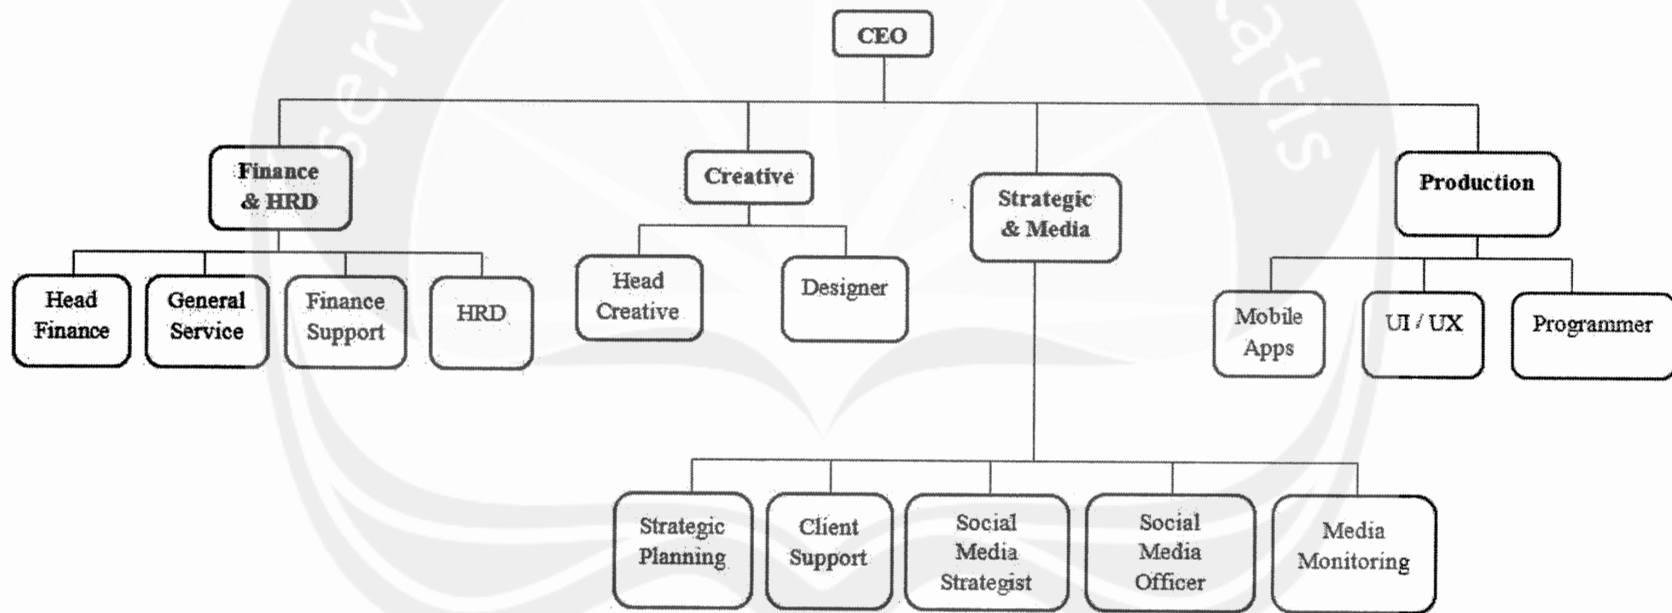 CEO
Finance
& HRD
Creative
Strategic
& Media
Production
Head
Finance
General
Service
Finance
Support
HRD
Head
Creative
Designer
Mobile
Apps
UI / UX
Programmer
Strategic
Planning
Client
Support
Social
Media
Strategist
Social
Media
Officer
Media
Monitoring